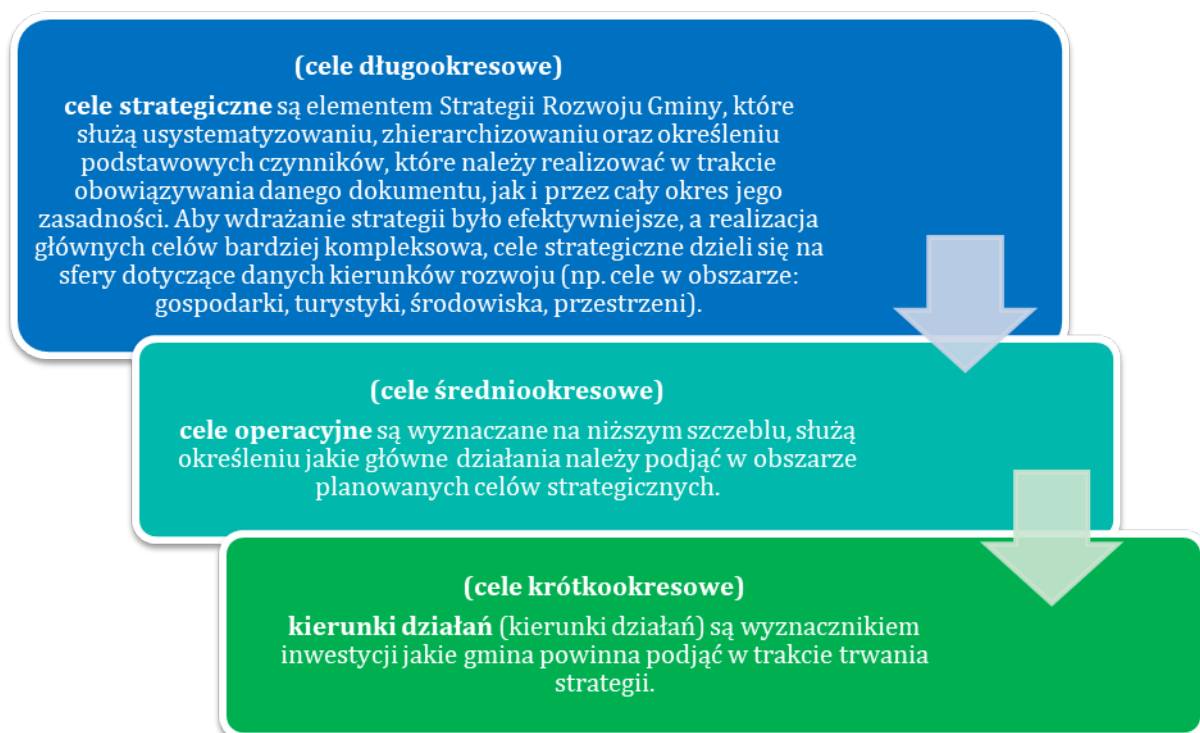 (cele długookresowe)
cele strategiczne są elementem Strategii Rozwoju Gminy, które
służą usystematyzowaniu, zhierarchizowaniu oraz określeniu
podstawowych czynników, które należy realizować w trakcie
obowiązywania danego dokumentu, jak i przez cały okres jego
zasadności. Aby wdrażanie strategii było efektywniejsze, a realizacja
głównych celów bardziej kompleksowa, cele strategiczne dzieli się na
sfery dotyczące danych kierunków rozwoju (np. cele w obszarze:
gospodarki, turystyki, środowiska, przestrzeni).
(cele średniookresowe)
cele operacyjne są wyznaczane na niższym szczeblu, służą
określeniu jakie główne działania należy podjąć w obszarze
planowanych celów strategicznych.
(cele krótkookresowe)
kierunki działań (kierunki działań) są wyznacznikiem
inwestycji jakie gmina powinna podjąć w trakcie trwania
strategii.